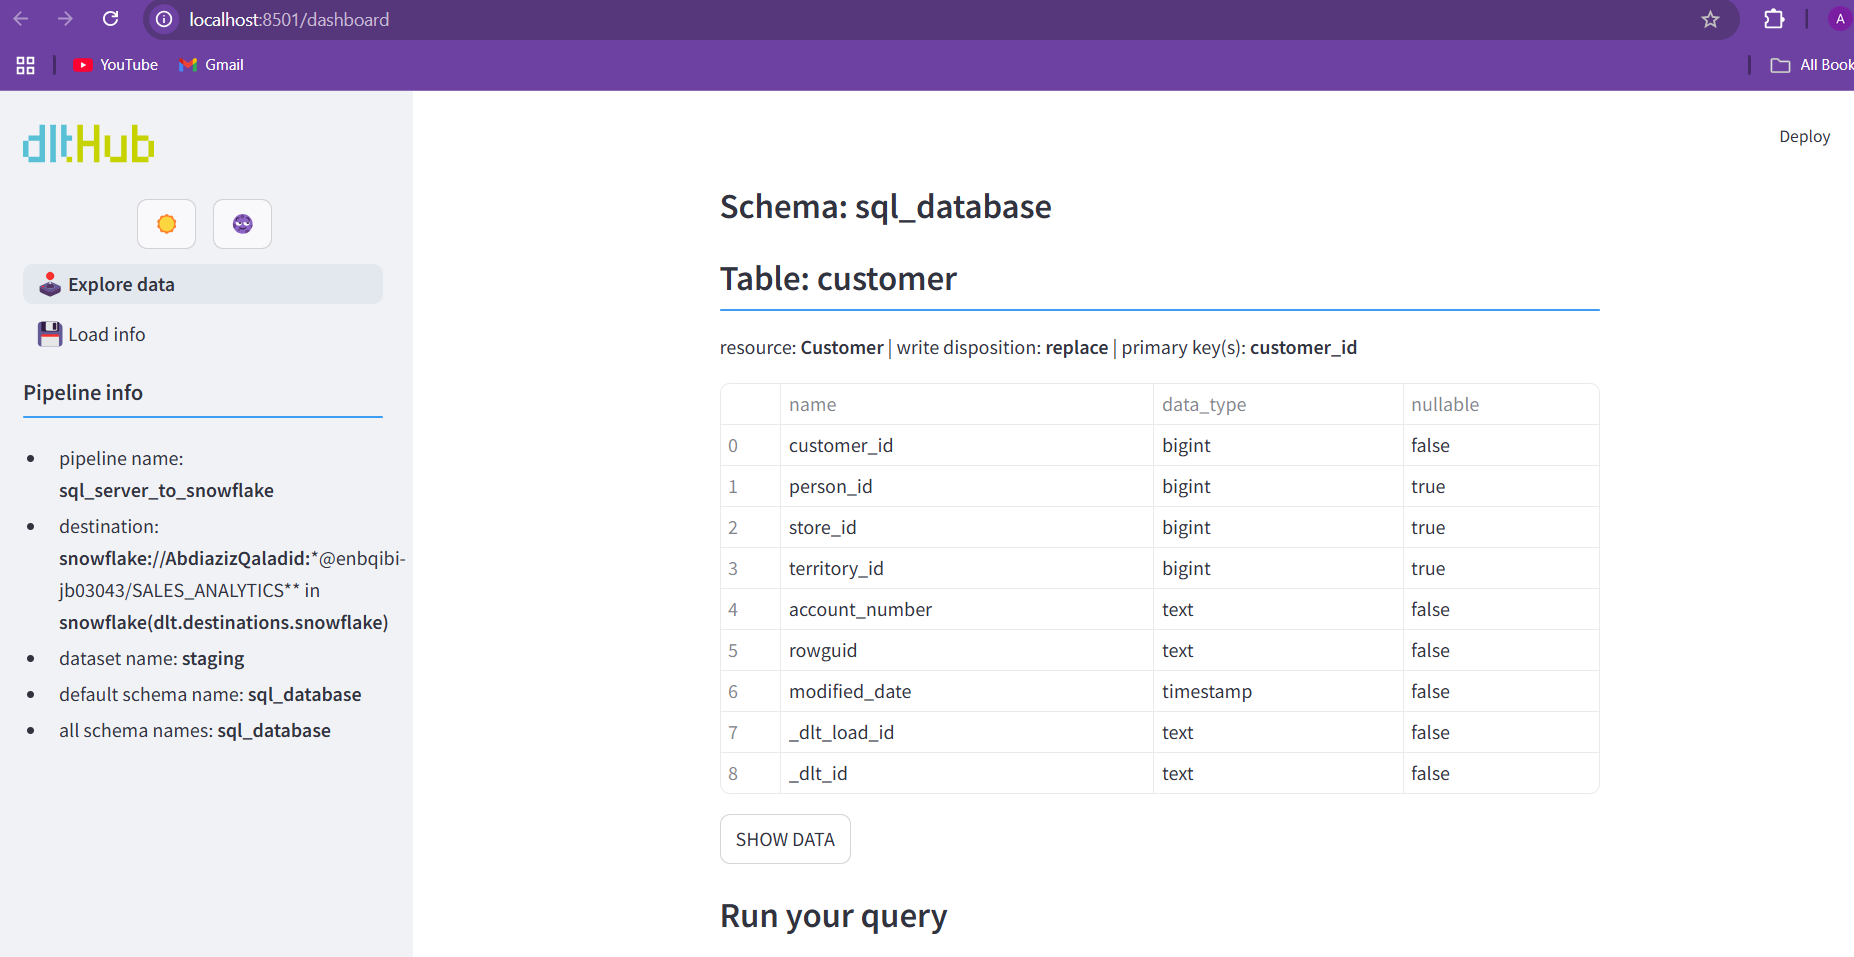 localhost:8501/dashboard
A
YouTube
Gmail
All Book
dltHub
Deploy
Explore data
Load info
Pipeline info
pipeline name:
sql_server_to_snowflake
destination:
snowflake://AbdiazizQaladid:*@enbqibi-
jb03043/SALES_ANALYTICS** in
snowflake(dlt.destinations.snowflake)
dataset name: staging
default schema name: sql_database
all schema names: sql_database
Schema: sql_database
Table: customer
resource: Customer | write disposition: replace | primary key(s): customer_id
name data_type nullable
0 customer_id bigint false
1 person_id bigint true
2 store_id bigint true
3 territory_id bigint true
4 account_number text false
5 rowguid text false
6 modified_date timestamp false
7 _dlt_load_id text false
8 _dlt_id text false
SHOW DATA
Run your query